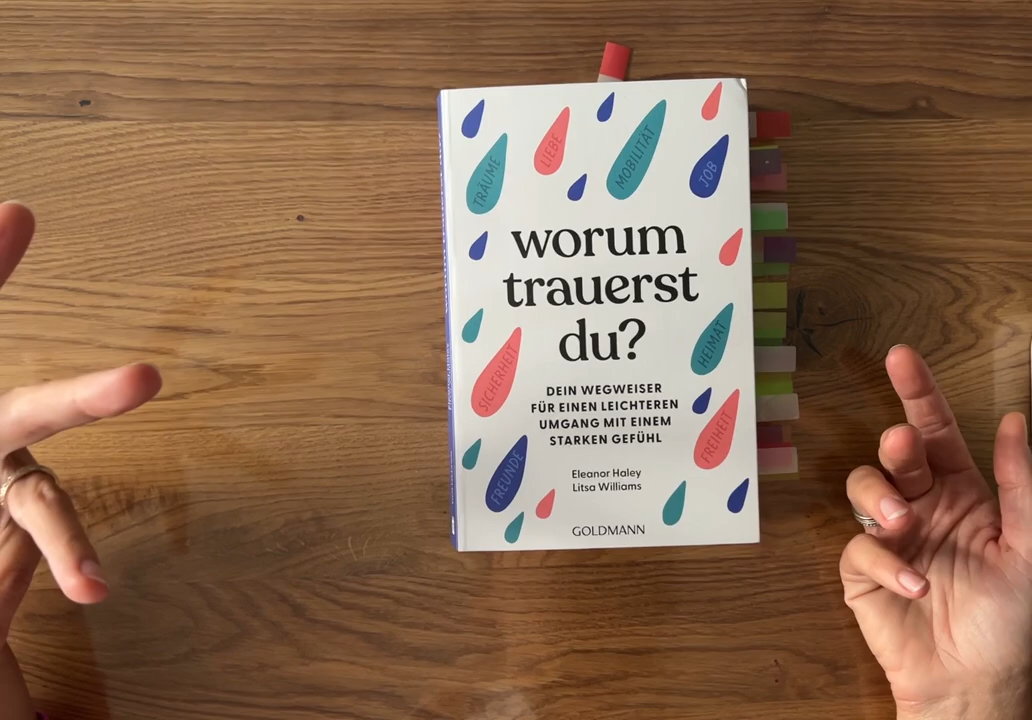 TRÄUME
LIEBE
MOBILITÄT
JOB
worum
trauerst
du?
SICHERHEIT
HEIMAT
DEIN WEGWEISER
FÜR EINEN LEICHTEREN
UMGANG MIT EINEM
STARKEN GEFÜHL
FREIHEIT
FREUNDE
Eleanor Haley
Litsa Williams
GOLDMANN